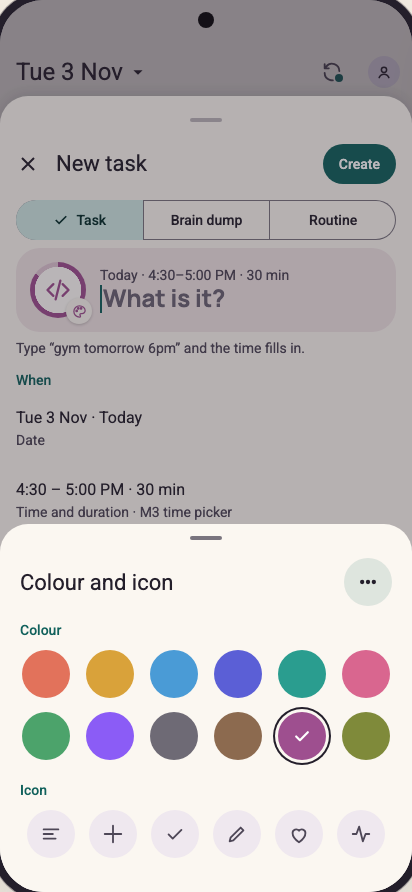 Tue 3 Nov
New task
Create
Task
Brain dump
Routine
Today · 4:30–5:00 PM · 30 min
What is it?
Type “gym tomorrow 6pm” and the time fills in.
When
Tue 3 Nov · Today
Date
4:30 – 5:00 PM · 30 min
Time and duration · M3 time picker
Colour and icon
Colour
Icon